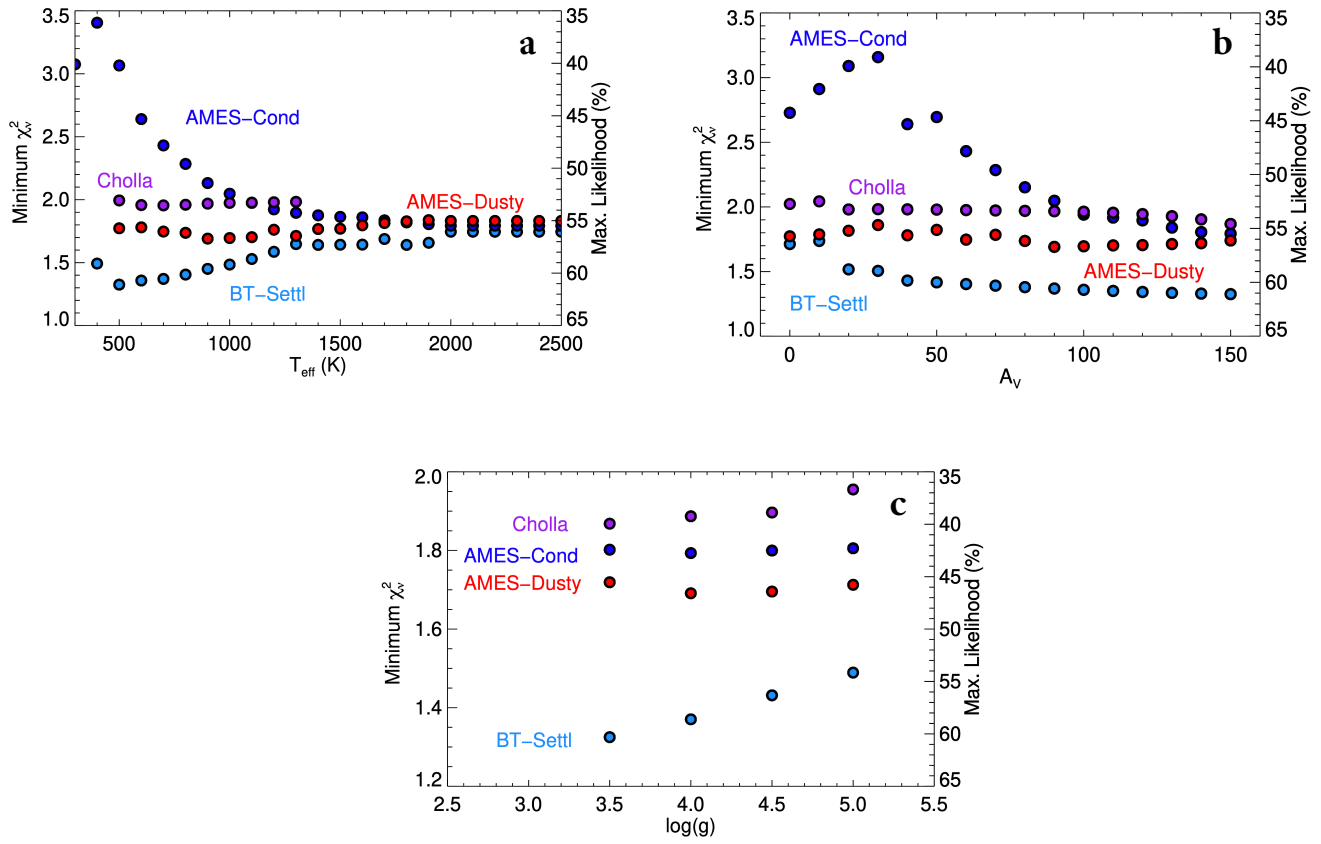 a
3.5
3.0
2.5
2.0
1.5
1.0
Minimum χ²ᵥ
35
40
45
50
55
60
65
Max. Likelihood (%)
AMES−Cond
Cholla
AMES−Dusty
BT−Settl
500 1000 1500 2000 2500
T_eff (K)
b
3.5
3.0
2.5
2.0
1.5
1.0
Minimum χ²ᵥ
35
40
45
50
55
60
65
Max. Likelihood (%)
AMES−Cond
Cholla
AMES−Dusty
BT−Settl
0 50 100 150
A_V
c
2.0
1.8
1.6
1.4
1.2
Minimum χ²ᵥ
35
40
45
50
55
60
65
Max. Likelihood (%)
Cholla
AMES−Cond
AMES−Dusty
BT−Settl
2.5 3.0 3.5 4.0 4.5 5.0 5.5
log(g)